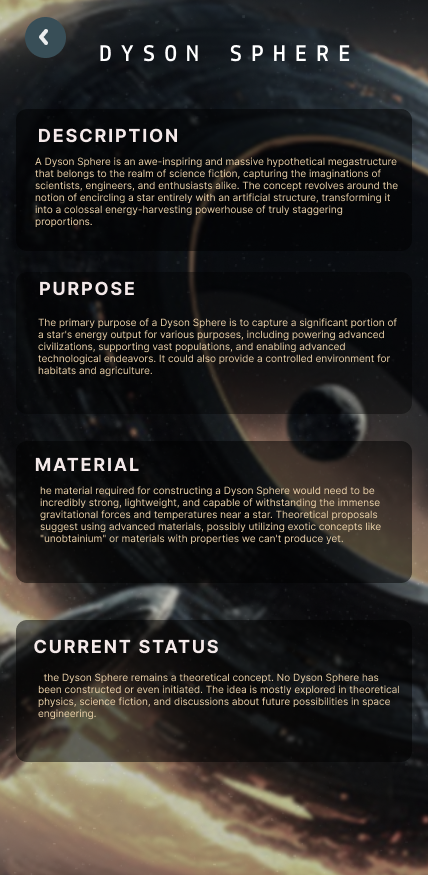 DYSON SPHERE
DESCRIPTION
A Dyson Sphere is an awe-inspiring and massive hypothetical megastructure
that belongs to the realm of science fiction, capturing the imaginations of
scientists, engineers, and enthusiasts alike. The concept revolves around the
notion of encircling a star entirely with an artificial structure, transforming it
into a colossal energy-harvesting powerhouse of truly staggering
proportions.
PURPOSE
The primary purpose of a Dyson Sphere is to capture a significant portion of
a star's energy output for various purposes, including powering advanced
civilizations, supporting vast populations, and enabling advanced
technological endeavors. It could also provide a controlled environment for
habitats and agriculture.
MATERIAL
he material required for constructing a Dyson Sphere would need to be
incredibly strong, lightweight, and capable of withstanding the immense
gravitational forces and temperatures near a star. Theoretical proposals
suggest using advanced materials, possibly utilizing exotic concepts like
"unobtainium" or materials with properties we can't produce yet.
CURRENT STATUS
the Dyson Sphere remains a theoretical concept. No Dyson Sphere has
been constructed or even initiated. The idea is mostly explored in theoretical
physics, science fiction, and discussions about future possibilities in space
engineering.